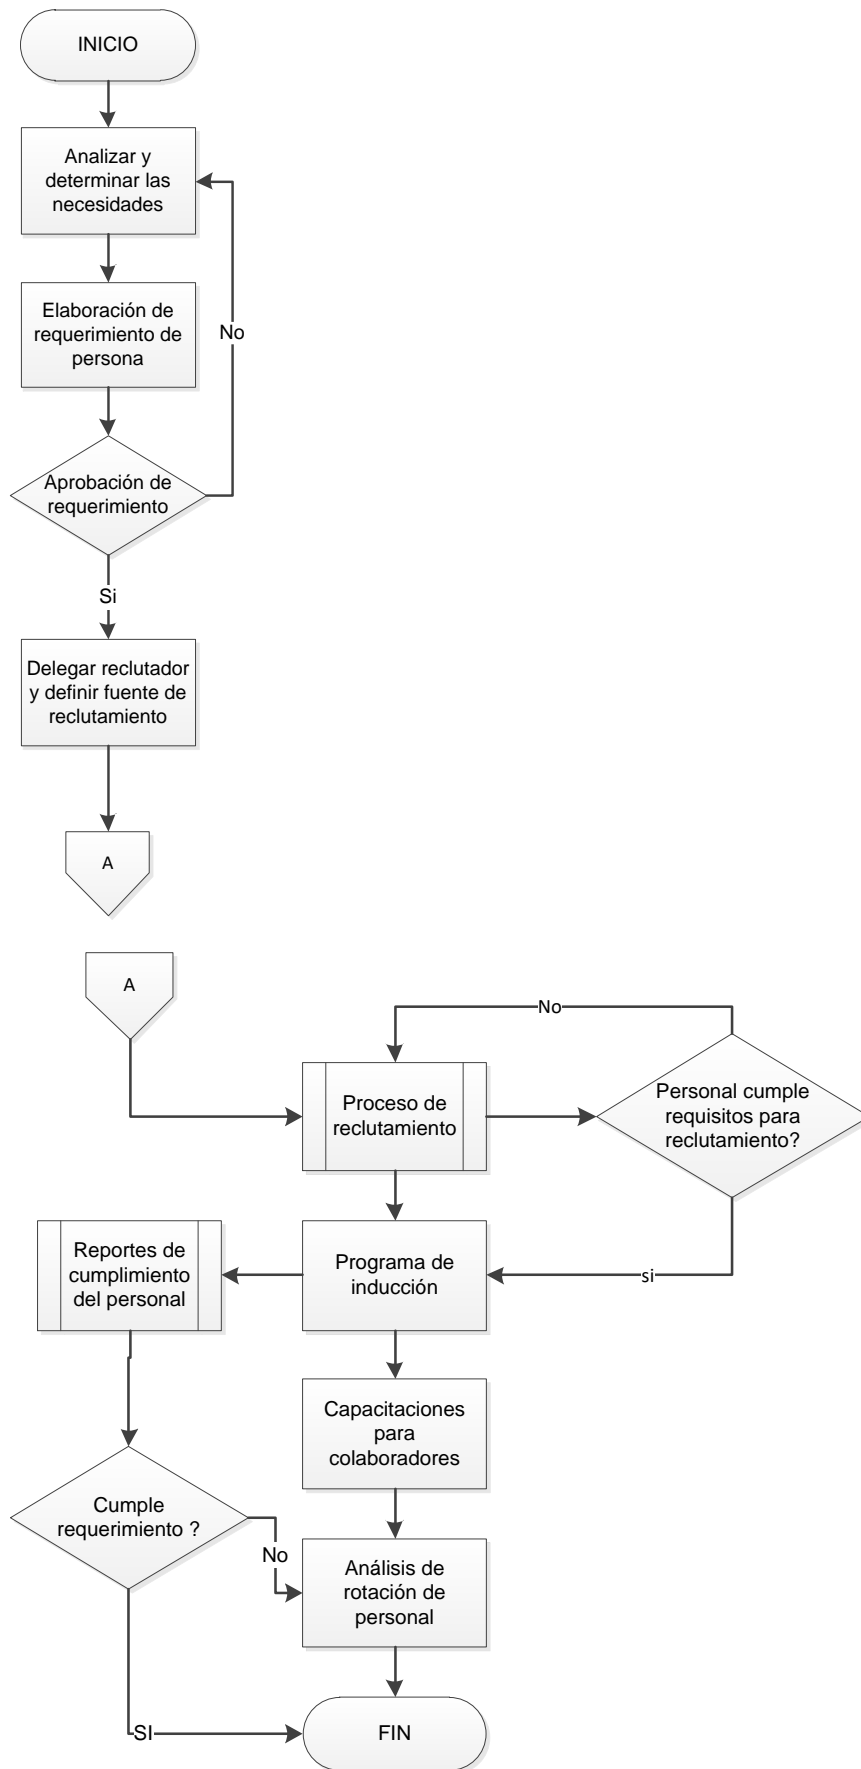 INICIO
Analizar y
determinar las
necesidades
Elaboración de
requerimiento de
persona
No
Aprobación de
requerimiento
Si
Delegar reclutador
y definir fuente de
reclutamiento
A
A
No
Proceso de
reclutamiento
Personal cumple
requisitos para
reclutamiento?
Reportes de
cumplimiento
del personal
Programa de
inducción
si
Capacitaciones
para
colaboradores
Cumple
requerimiento ?
No
Análisis de
rotación de
personal
SI
FIN